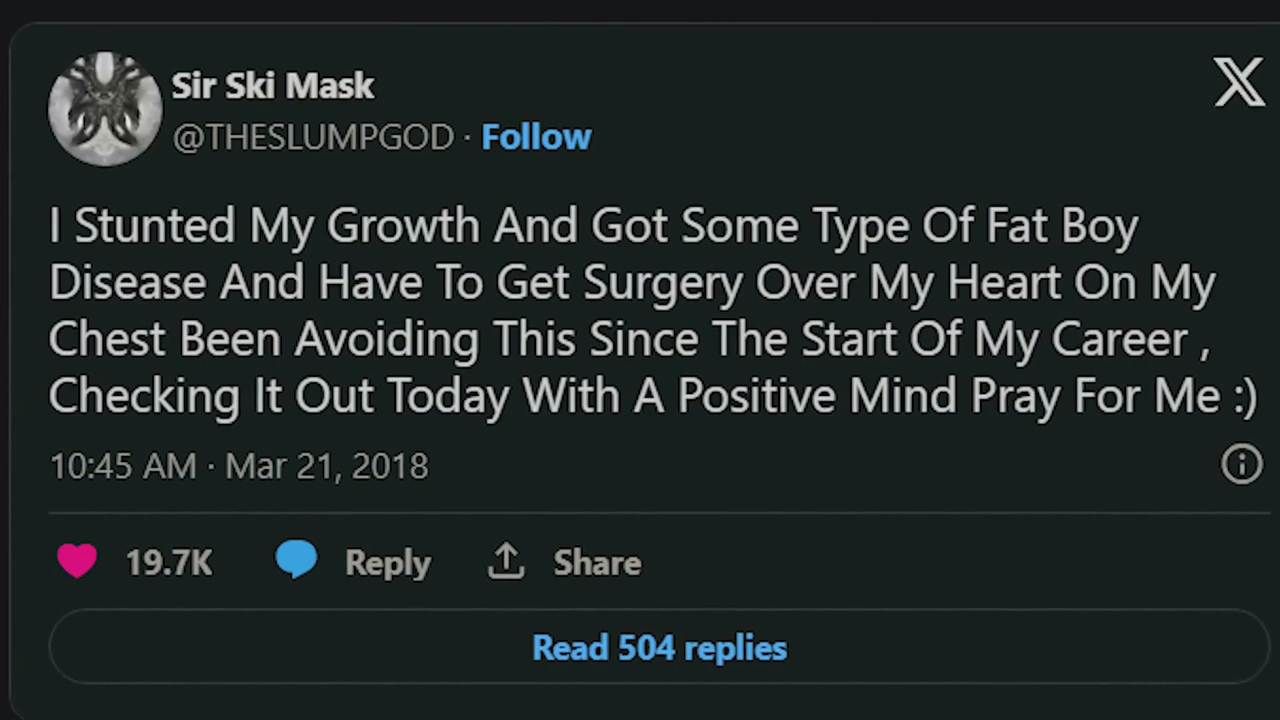 Sir Ski Mask
@THESLUMPGOD · Follow
I Stunted My Growth And Got Some Type Of Fat Boy
Disease And Have To Get Surgery Over My Heart On My
Chest Been Avoiding This Since The Start Of My Career ,
Checking It Out Today With A Positive Mind Pray For Me :)
10:45 AM · Mar 21, 2018
19.7K Reply Share
Read 504 replies